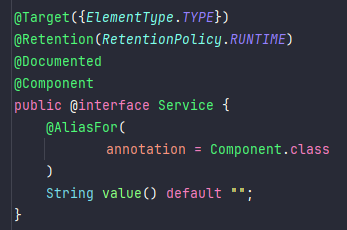 @Target({ElementType.TYPE})
@Retention(RetentionPolicy.RUNTIME)
@Documented
@Component
public @interface Service {
    @AliasFor(
            annotation = Component.class
    )
    String value() default "";
}